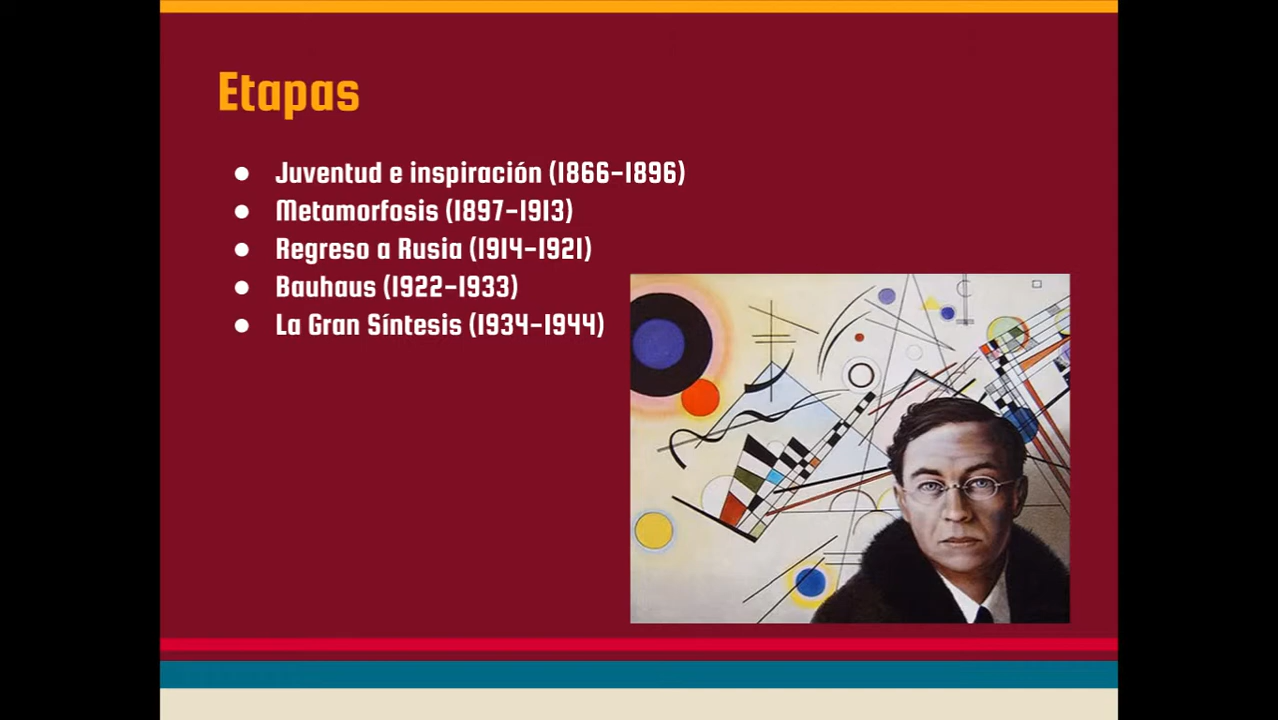 Etapas
● Juventud e inspiración (1866-1896)
● Metamorfosis (1897-1913)
● Regreso a Rusia (1914-1921)
● Bauhaus (1922-1933)
● La Gran Síntesis (1934-1944)